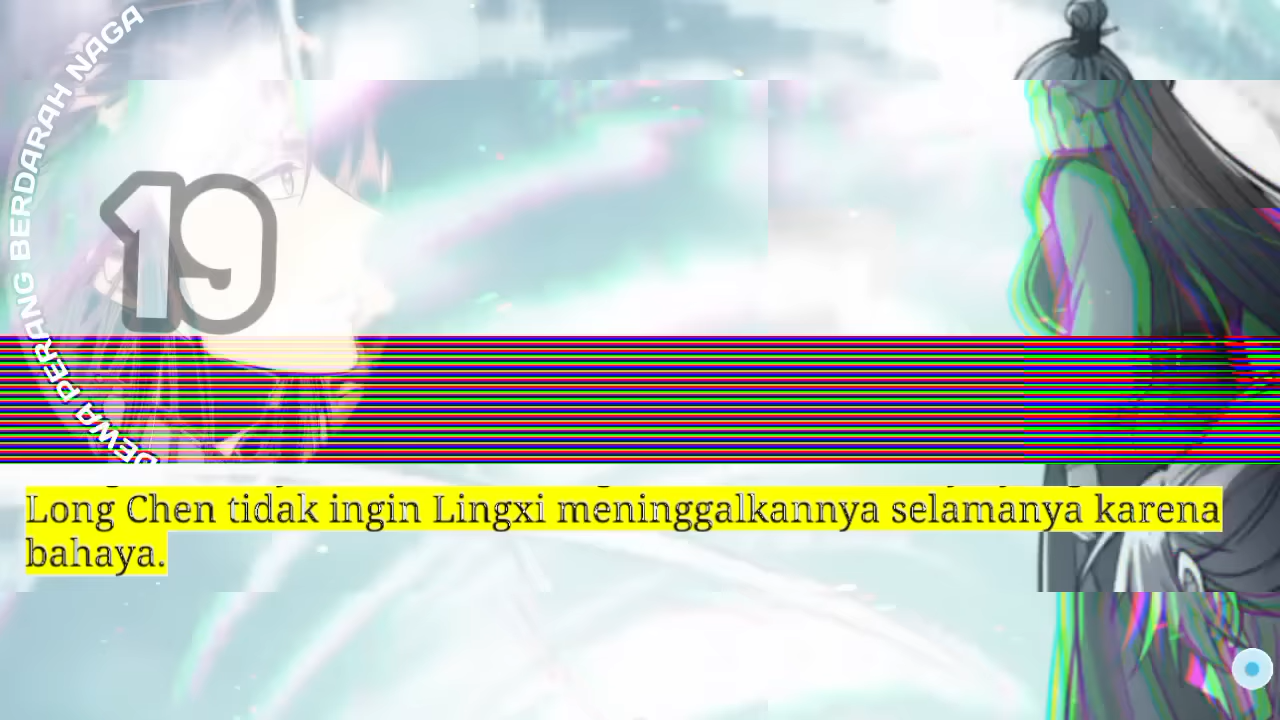 DEWA PERANG BERDARAH NAGA
19
Long Chen tidak ingin Lingxi meninggalkannya selamanya karena
bahaya.